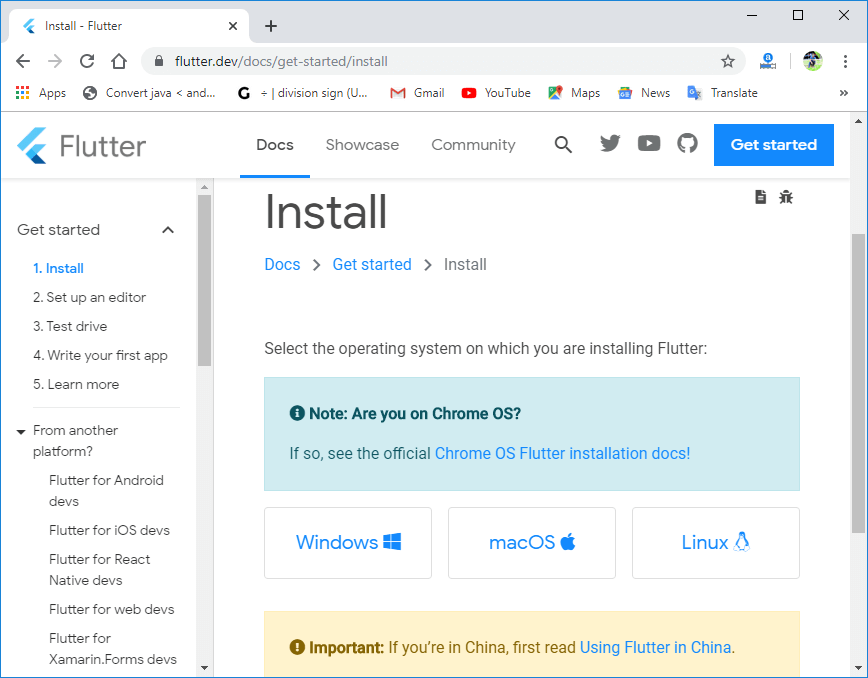 Install - Flutter
flutter.dev/docs/get-started/install
Apps
Convert java < and...
G
÷ | division sign (U...
Gmail
YouTube
Maps
News
Translate
»
Flutter
Docs
Showcase
Community
Get started
Get started
1. Install
2. Set up an editor
3. Test drive
4. Write your first app
5. Learn more
From another
platform?
Flutter for Android
devs
Flutter for iOS devs
Flutter for React
Native devs
Flutter for web devs
Flutter for
Xamarin.Forms devs
Install
Docs > Get started > Install
Select the operating system on which you are installing Flutter:
Note: Are you on Chrome OS?
If so, see the official Chrome OS Flutter installation docs!
Windows
macOS
Linux
Important: If you’re in China, first read Using Flutter in China.